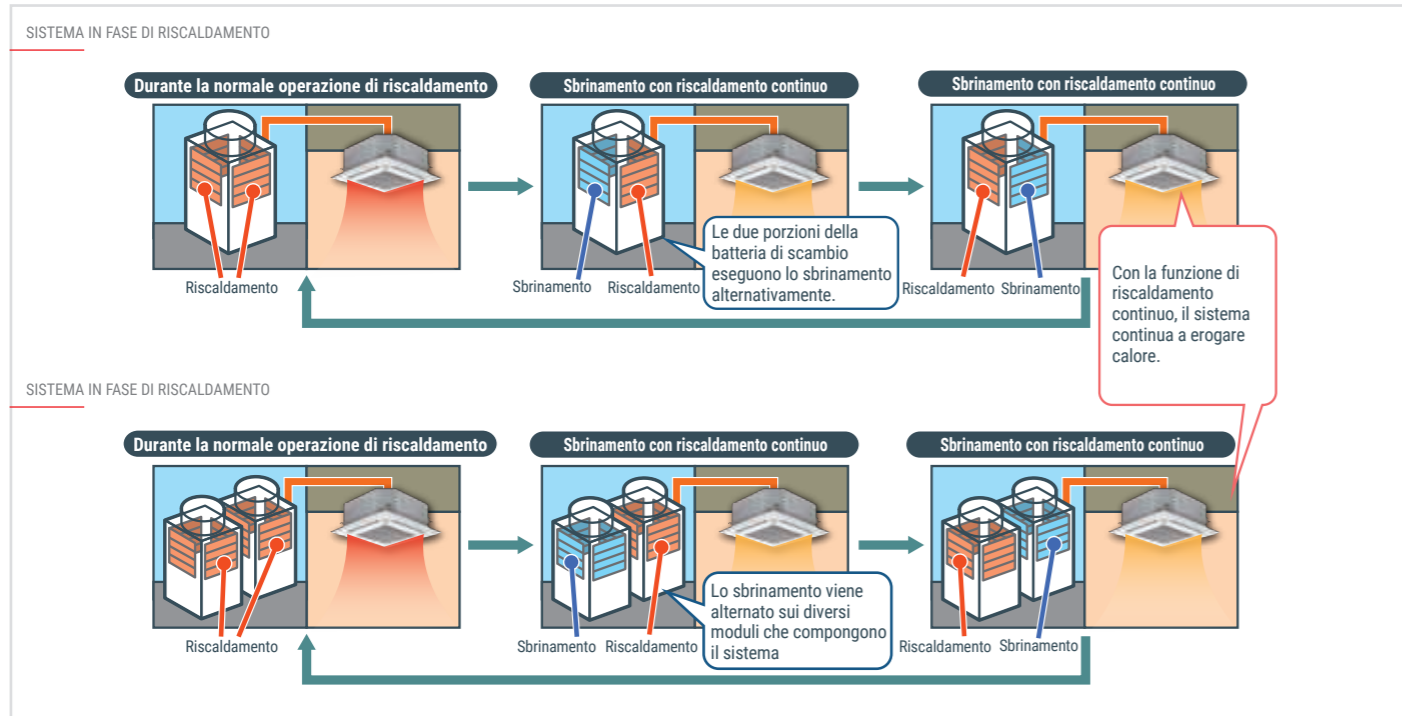 SISTEMA IN FASE DI RISCALDAMENTO
Durante la normale operazione di riscaldamento
Sbrinamento con riscaldamento continuo
Sbrinamento con riscaldamento continuo
Le due porzioni della
batteria di scambio
eseguono lo sbrinamento
alternativamente.
Riscaldamento
Sbrinamento
Riscaldamento
Riscaldamento
Sbrinamento
Con la funzione di
riscaldamento
continuo, il sistema
continua a erogare
calore.
SISTEMA IN FASE DI RISCALDAMENTO
Durante la normale operazione di riscaldamento
Sbrinamento con riscaldamento continuo
Sbrinamento con riscaldamento continuo
Lo sbrinamento viene
alternato sui diversi
moduli che compongono
il sistema
Riscaldamento
Sbrinamento
Riscaldamento
Riscaldamento
Sbrinamento